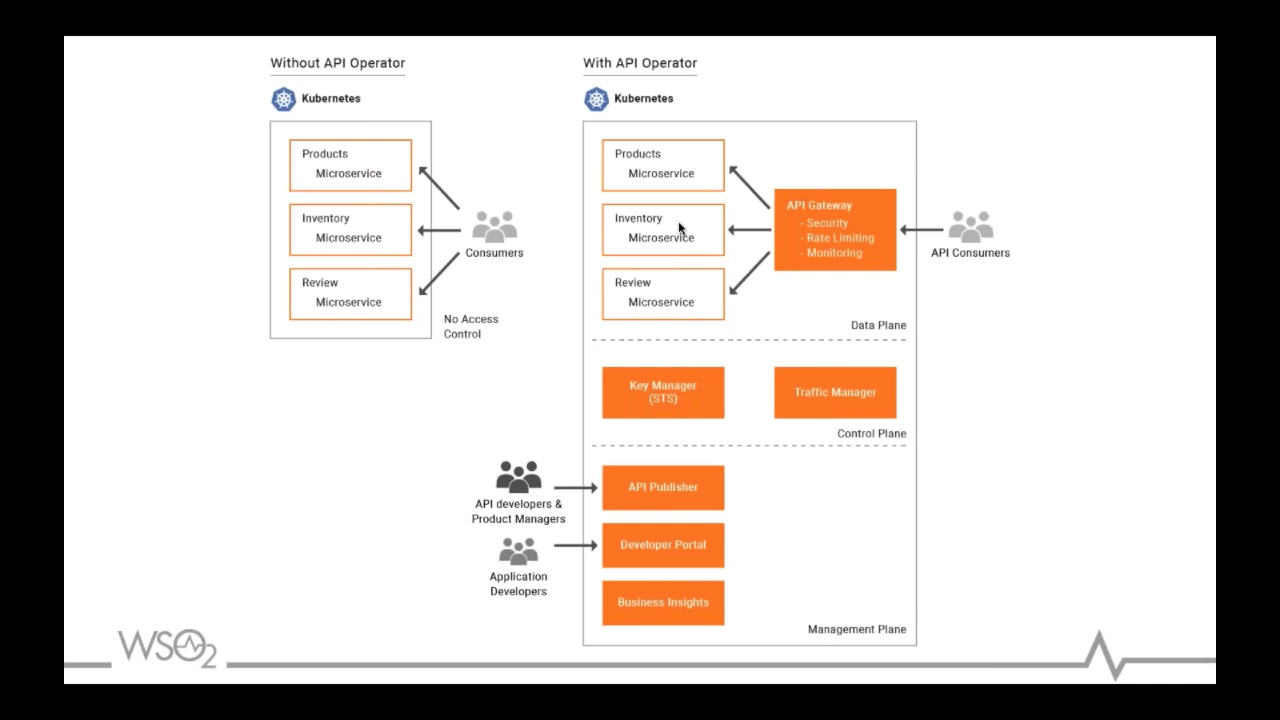 Without API Operator
Kubernetes
Products
Microservice
Inventory
Microservice
Review
Microservice
Consumers
No Access
Control
With API Operator
Kubernetes
Products
Microservice
Inventory
Microservice
Review
Microservice
API Gateway
- Security
- Rate Limiting
- Monitoring
API Consumers
Data Plane
Key Manager
(STS)
Traffic Manager
Control Plane
API developers &
Product Managers
API Publisher
Application
Developers
Developer Portal
Business Insights
Management Plane
WSO2